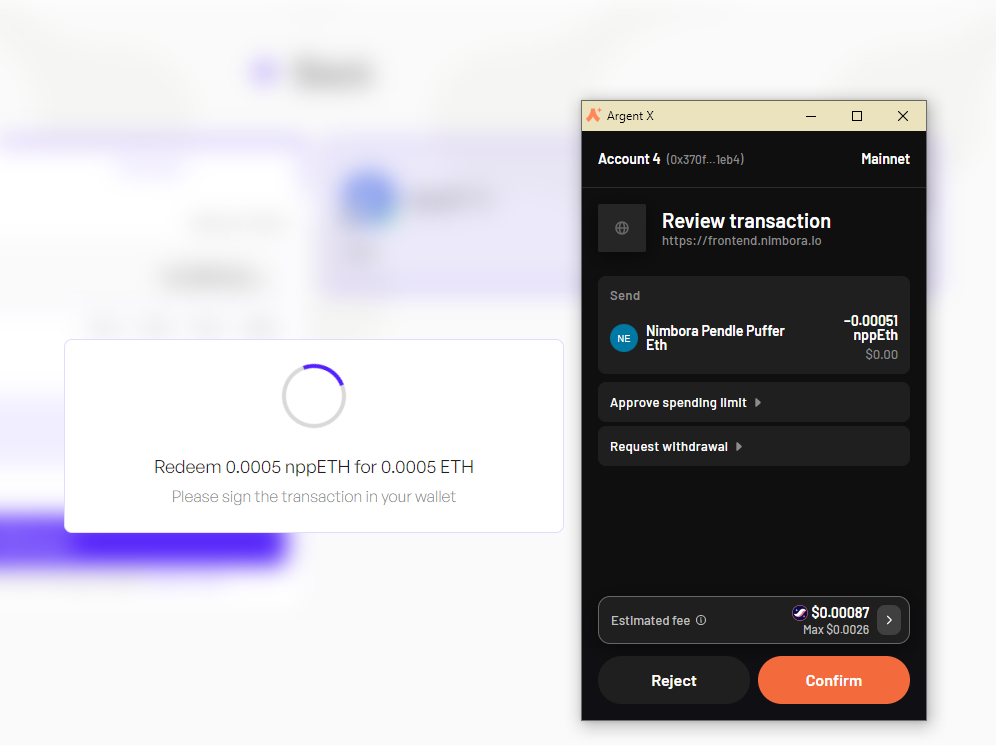 Redeem 0.0005 nppETH for 0.0005 ETH
Please sign the transaction in your wallet
Argent X
Account 4 (0x370f...1eb4) Mainnet
Review transaction
https://frontend.nimbora.io
Send
NE
Nimbora Pendle Puffer
Eth
-0.00051
nppEth
$0.00
Approve spending limit
Request withdrawal
Estimated fee
$0.00087
Max $0.0026
Reject Confirm